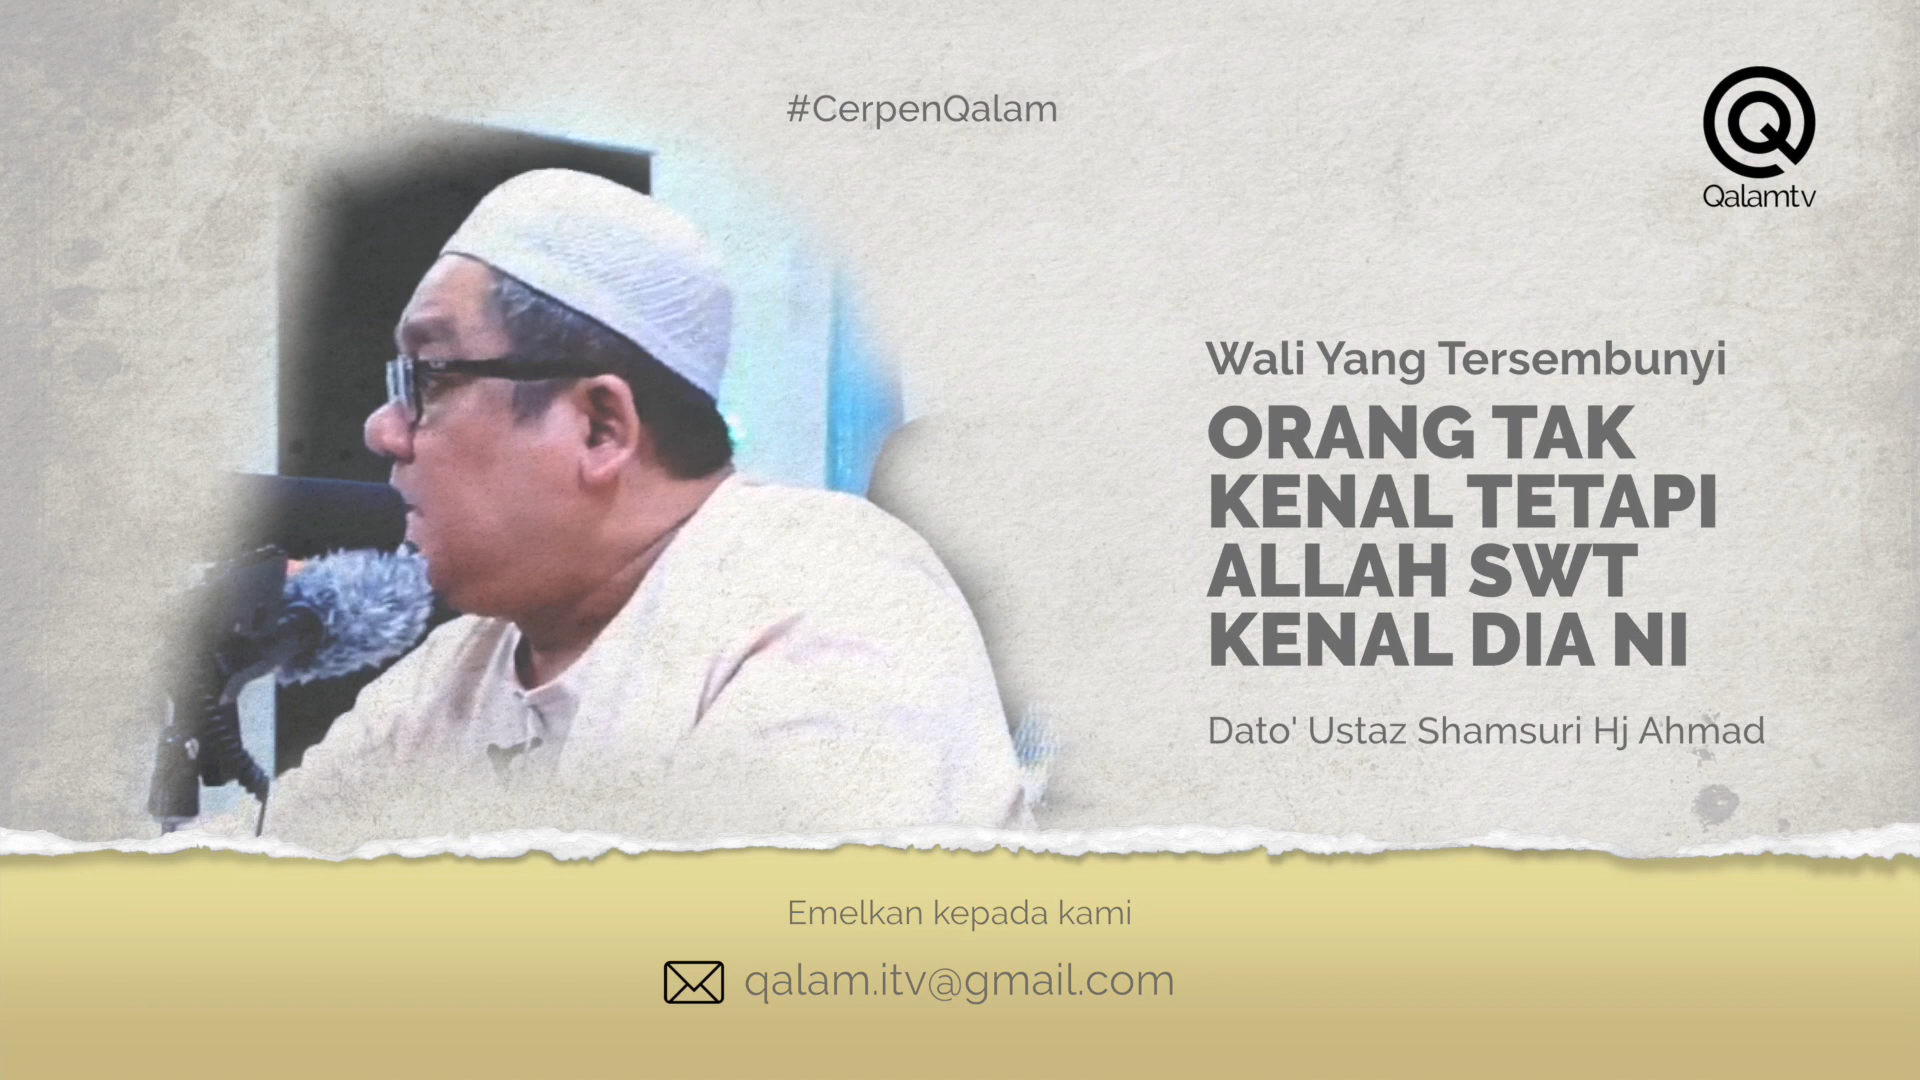 #CerpenQalam
Qalamtv
Wali Yang Tersembunyi
ORANG TAK
KENAL TETAPI
ALLAH SWT
KENAL DIA NI
Dato' Ustaz Shamsuri Hj Ahmad
Emelkan kepada kami
qalam.itv@gmail.com